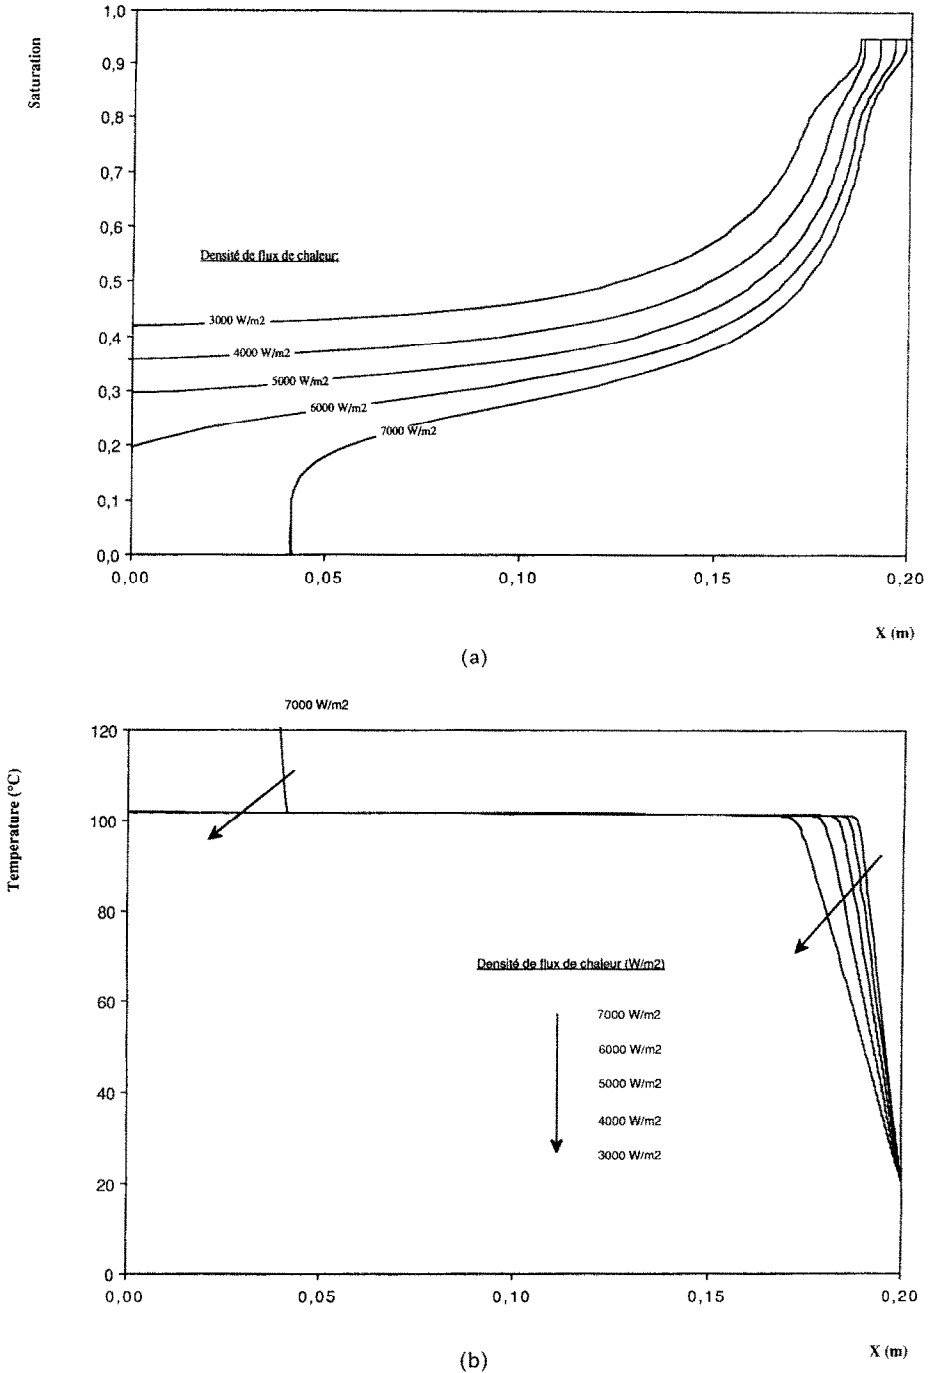 1,0
0,9
0,8
0,7
0,6
0,5
0,4
0,3
0,2
0,1
0,0
Saturation
Densité de flux de chaleur:
3000 W/m2
4000 W/m2
5000 W/m2
6000 W/m2
7000 W/m2
0,00
0,05
0,10
0,15
0,20
X (m)
(a)
7000 W/m2
120
100
80
60
40
20
0
Temperature (°C)
Densité de flux de chaleur (W/m2)
7000 W/m2
6000 W/m2
5000 W/m2
4000 W/m2
3000 W/m2
0,00
0,05
0,10
0,15
0,20
X (m)
(b)